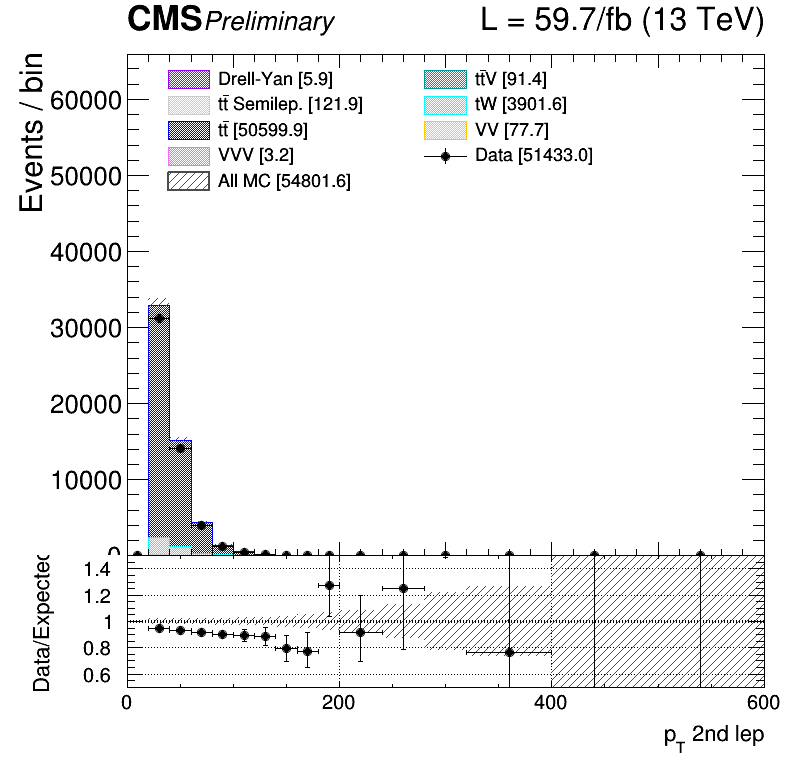 CMS Preliminary L = 59.7/fb (13 TeV)
Events / bin
Drell-Yan [5.9]
tt̄ Semilep. [121.9]
tt̄ [50599.9]
VVV [3.2]
All MC [54801.6]
tt̄V [91.4]
tW [3901.6]
VV [77.7]
Data [51433.0]
60000
50000
40000
30000
20000
10000
0
Data/Expected
1.4
1.2
1
0.8
0.6
0 200 400 600
p_T 2nd lep